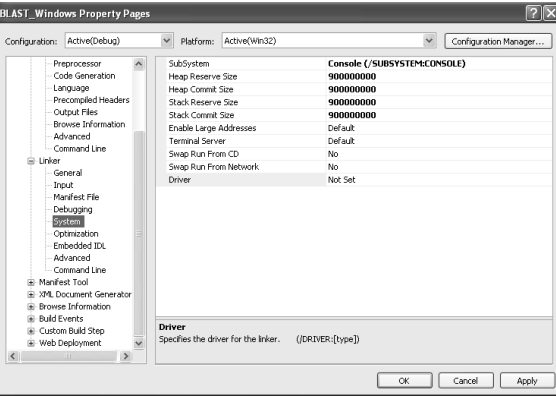 BLAST_Windows Property Pages
Configuration: Active(Debug) Platform: Active(Win32) Configuration Manager...
Preprocessor
Code Generation
Language
Precompiled Headers
Output Files
Browse Information
Advanced
Command Line
Linker
General
Input
Manifest File
Debugging
System
Optimization
Embedded IDL
Advanced
Command Line
Manifest Tool
XML Document Generator
Browse Information
Build Events
Custom Build Step
Web Deployment
SubSystem Console (/SUBSYSTEM:CONSOLE)
Heap Reserve Size 900000000
Heap Commit Size 900000000
Stack Reserve Size 900000000
Stack Commit Size 900000000
Enable Large Addresses Default
Terminal Server Default
Swap Run From CD No
Swap Run From Network No
Driver Not Set
Driver
Specifies the driver for the linker. (/DRIVER:[type])
OK Cancel Apply